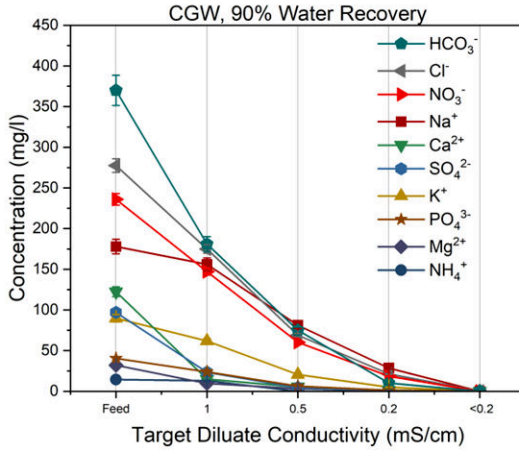 CGW, 90% Water Recovery
450
400
350
300
250
200
150
100
50
0
Concentration (mg/l)
HCO₃⁻
Cl⁻
NO₃⁻
Na⁺
Ca²⁺
SO₄²⁻
K⁺
PO₄³⁻
Mg²⁺
NH₄⁺
Feed 1 0.5 0.2 <0.2
Target Diluate Conductivity (mS/cm)